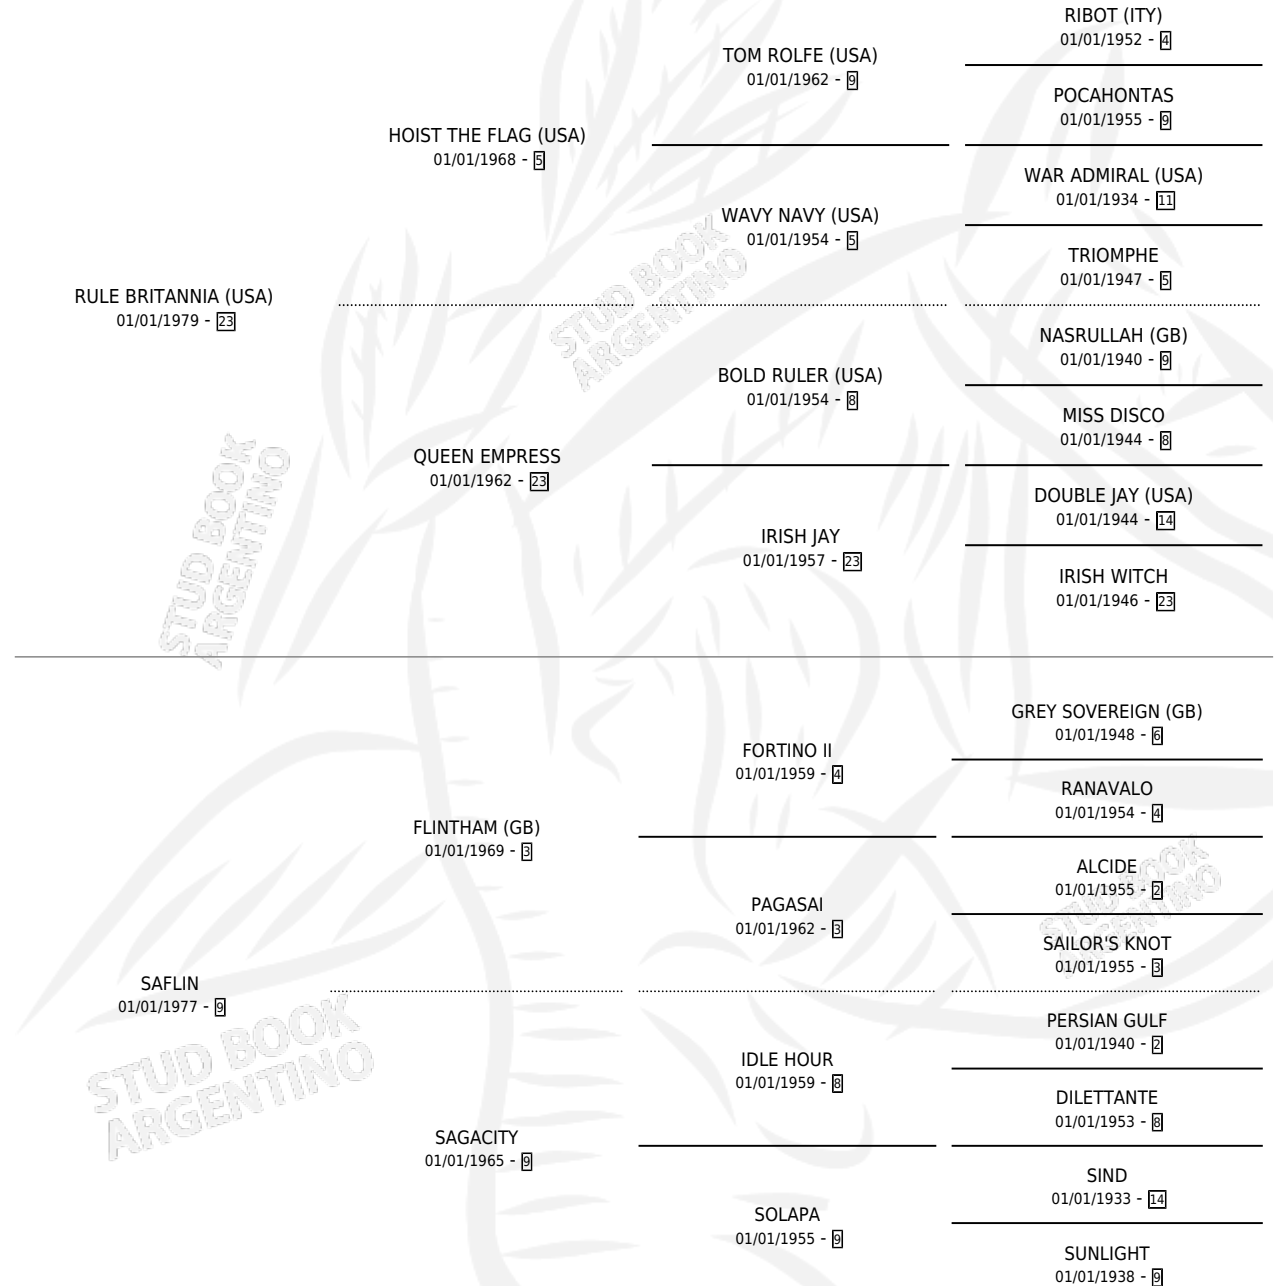 RIBOT (ITY)
01/01/1952 - 4
TOM ROLFE (USA)
01/01/1962 - 9
POCAHONTAS
01/01/1955 - 9
HOIST THE FLAG (USA)
01/01/1968 - 5
WAR ADMIRAL (USA)
01/01/1934 - 11
WAVY NAVY (USA)
01/01/1954 - 5
TRIOMPHE
01/01/1947 - 5
RULE BRITANNIA (USA)
01/01/1979 - 23
STUD BOOK
ARGENTINO
NASRULLAH (GB)
01/01/1940 - 9
BOLD RULER (USA)
01/01/1954 - 8
MISS DISCO
01/01/1944 - 8
QUEEN EMPRESS
01/01/1962 - 23
STUD BOOK
ARGENTINO
DOUBLE JAY (USA)
01/01/1944 - 14
IRISH JAY
01/01/1957 - 23
IRISH WITCH
01/01/1946 - 23
GREY SOVEREIGN (GB)
01/01/1948 - 6
FORTINO II
01/01/1959 - 4
RANAVALO
01/01/1954 - 4
FLINTHAM (GB)
01/01/1969 - 3
ALCIDE
01/01/1955 - 2
STUD BOOK
ARGENTINO
PAGASAI
01/01/1962 - 3
SAILOR'S KNOT
01/01/1955 - 3
SAFLIN
01/01/1977 - 9
STUD BOOK
ARGENTINO
PERSIAN GULF
01/01/1940 - 2
IDLE HOUR
01/01/1959 - 8
DILETTANTE
01/01/1953 - 8
SAGACITY
01/01/1965 - 9
SIND
01/01/1933 - 14
SOLAPA
01/01/1955 - 9
SUNLIGHT
01/01/1938 - 9